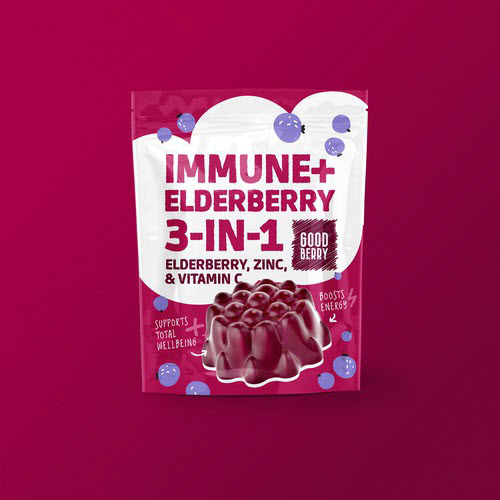 IMMUNE+
ELDERBERRY
3-IN-1
GOOD
BERRY
ELDERBERRY, ZINC,
& VITAMIN C
BOOSTS
ENERGY
SUPPORTS
TOTAL
WELLBEING